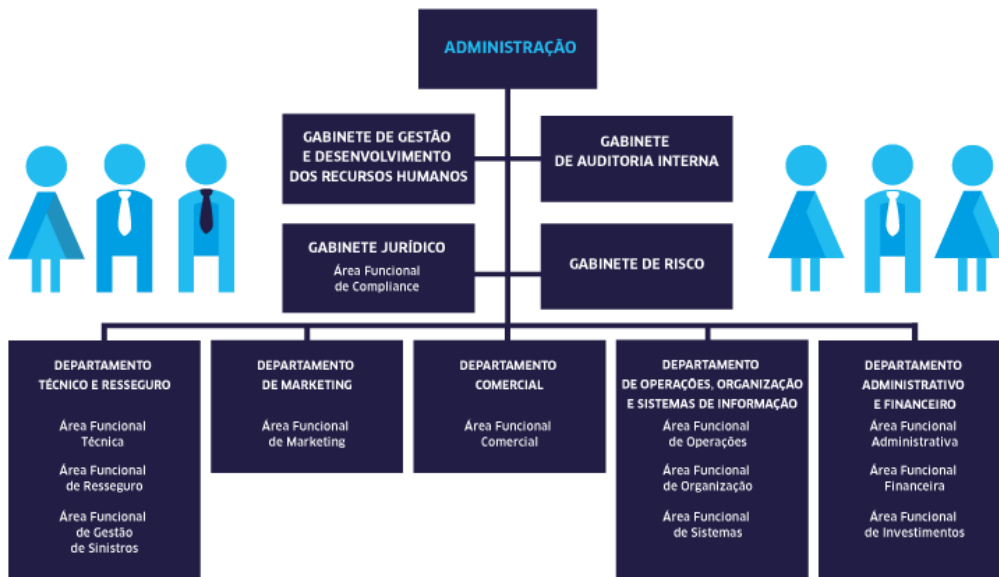 ADMINISTRAÇÃO
GABINETE DE GESTÃO
E DESENVOLVIMENTO
DOS RECURSOS HUMANOS
GABINETE
DE AUDITORIA INTERNA
GABINETE JURÍDICO
Área Funcional
de Compliance
GABINETE DE RISCO
DEPARTAMENTO
TÉCNICO E RESSEGURO
Área Funcional
Técnica
Área Funcional
de Resseguro
Área Funcional
de Gestão
de Sinistros
DEPARTAMENTO
DE MARKETING
Área Funcional
de Marketing
DEPARTAMENTO
COMERCIAL
Área Funcional
Comercial
DEPARTAMENTO
DE OPERAÇÕES, ORGANIZAÇÃO
E SISTEMAS DE INFORMAÇÃO
Área Funcional
de Operações
Área Funcional
de Organização
Área Funcional
de Sistemas
DEPARTAMENTO
ADMINISTRATIVO
E FINANCEIRO
Área Funcional
Administrativa
Área Funcional
Financeira
Área Funcional
de Investimentos